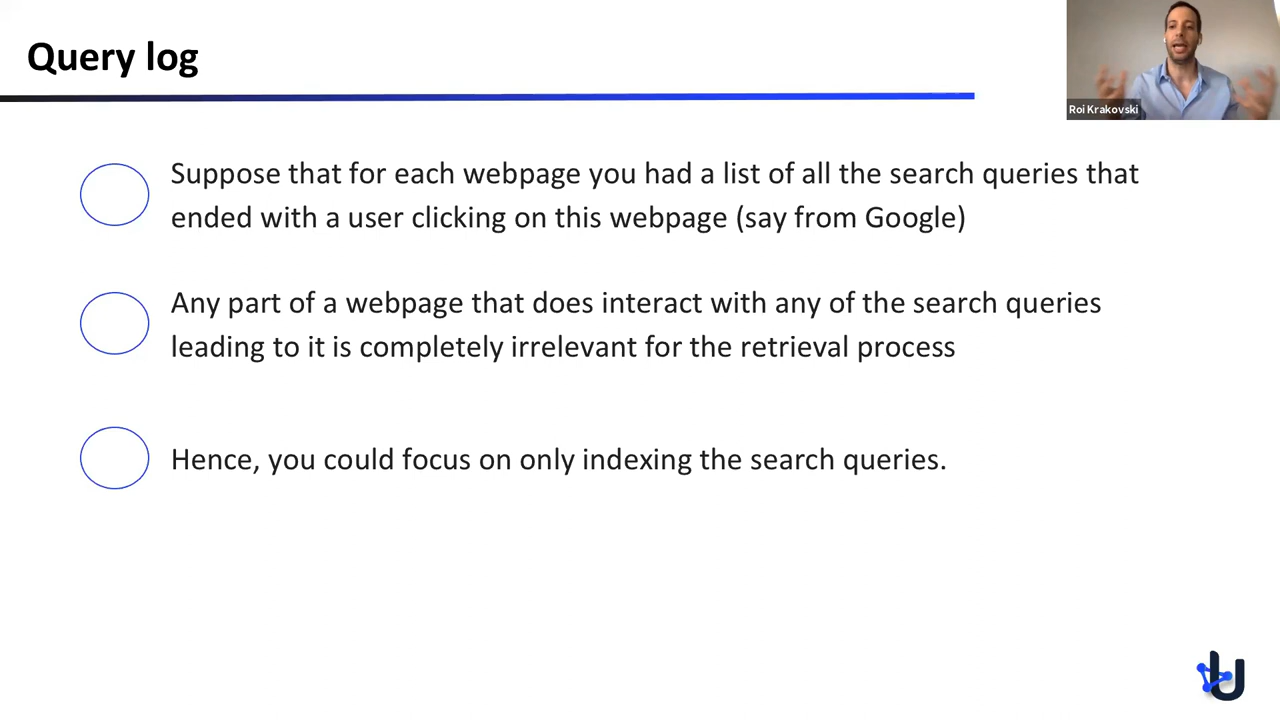 Query log
Roi Krakovski
Suppose that for each webpage you had a list of all the search queries that
ended with a user clicking on this webpage (say from Google)
Any part of a webpage that does interact with any of the search queries
leading to it is completely irrelevant for the retrieval process
Hence, you could focus on only indexing the search queries.